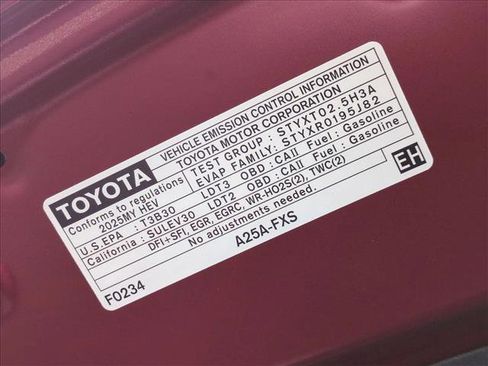 TOYOTA
VEHICLE EMISSION CONTROL INFORMATION
TOYOTA MOTOR CORPORATION
Conforms to regulations
2025MY HEV
TEST GROUP: STYXT02.5H3A
EVAP FAMILY: STYXR0195J82
U.S.EPA : T3B30 LDT3 OBD: CAII Fuel: Gasoline
California : SULEV30 LDT2 OBD: CAII Fuel: Gasoline
DFI+SFI, EGR, EGRC, WR-HO2S(2), TWC(2)
No adjustments needed.
EH
F0234
A25A-FXS